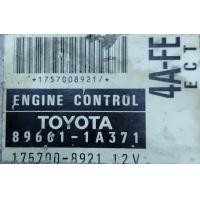 *1757008921/*
ENGINE CONTROL
TOYOTA
89661-1A371
175700-8921 12V
4A-FE
ECT